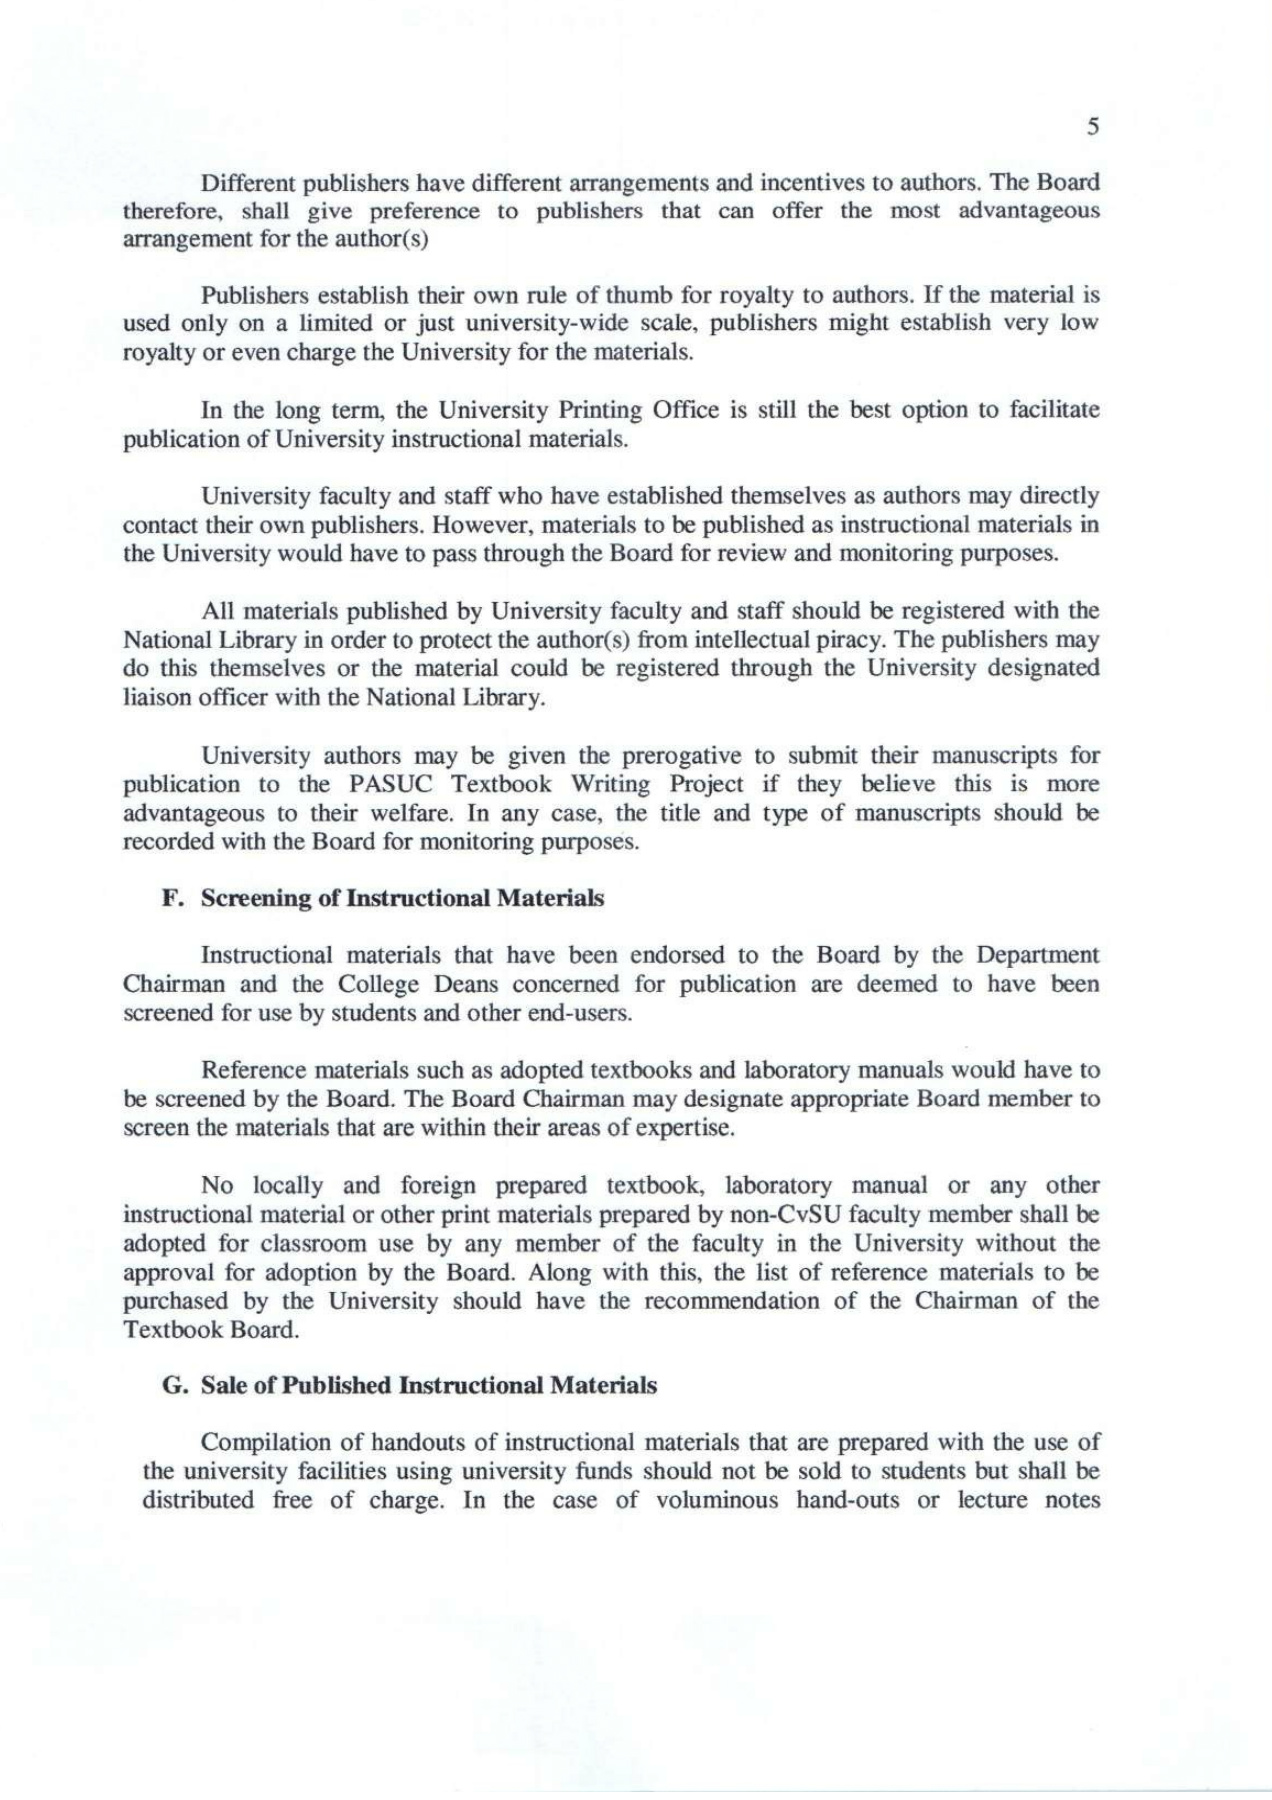 5
Different publishers have different arrangements and incentives to authors. The Board
therefore, shall give preference to publishers that can offer the most advantageous
arrangement for the author(s)
Publishers establish their own rule of thumb for royalty to authors. If the material is
used only on a limited or just university-wide scale, publishers might establish very low
royalty or even charge the University for the materials.
In the long term, the University Printing Office is still the best option to facilitate
publication of University instructional materials.
University faculty and staff who have established themselves as authors may directly
contact their own publishers. However, materials to be published as instructional materials in
the University would have to pass through the Board for review and monitoring purposes.
All materials published by University faculty and staff should be registered with the
National Library in order to protect the author(s) from intellectual piracy. The publishers may
do this themselves or the material could be registered through the University designated
liaison officer with the National Library.
University authors may be given the prerogative to submit their manuscripts for
publication to the PASUC Textbook Writing Project if they believe this is more
advantageous to their welfare. In any case, the title and type of manuscripts should be
recorded with the Board for monitoring purposes.
F. Screening of Instructional Materials
Instructional materials that have been endorsed to the Board by the Department
Chairman and the College Deans concerned for publication are deemed to have been
screened for use by students and other end-users.
Reference materials such as adopted textbooks and laboratory manuals would have to
be screened by the Board. The Board Chairman may designate appropriate Board member to
screen the materials that are within their areas of expertise.
No locally and foreign prepared textbook, laboratory manual or any other
instructional material or other print materials prepared by non-CvSU faculty member shall be
adopted for classroom use by any member of the faculty in the University without the
approval for adoption by the Board. Along with this, the list of reference materials to be
purchased by the University should have the recommendation of the Chairman of the
Textbook Board.
G. Sale of Published Instructional Materials
Compilation of handouts of instructional materials that are prepared with the use of
the university facilities using university funds should not be sold to students but shall be
distributed free of charge. In the case of voluminous hand-outs or lecture notes